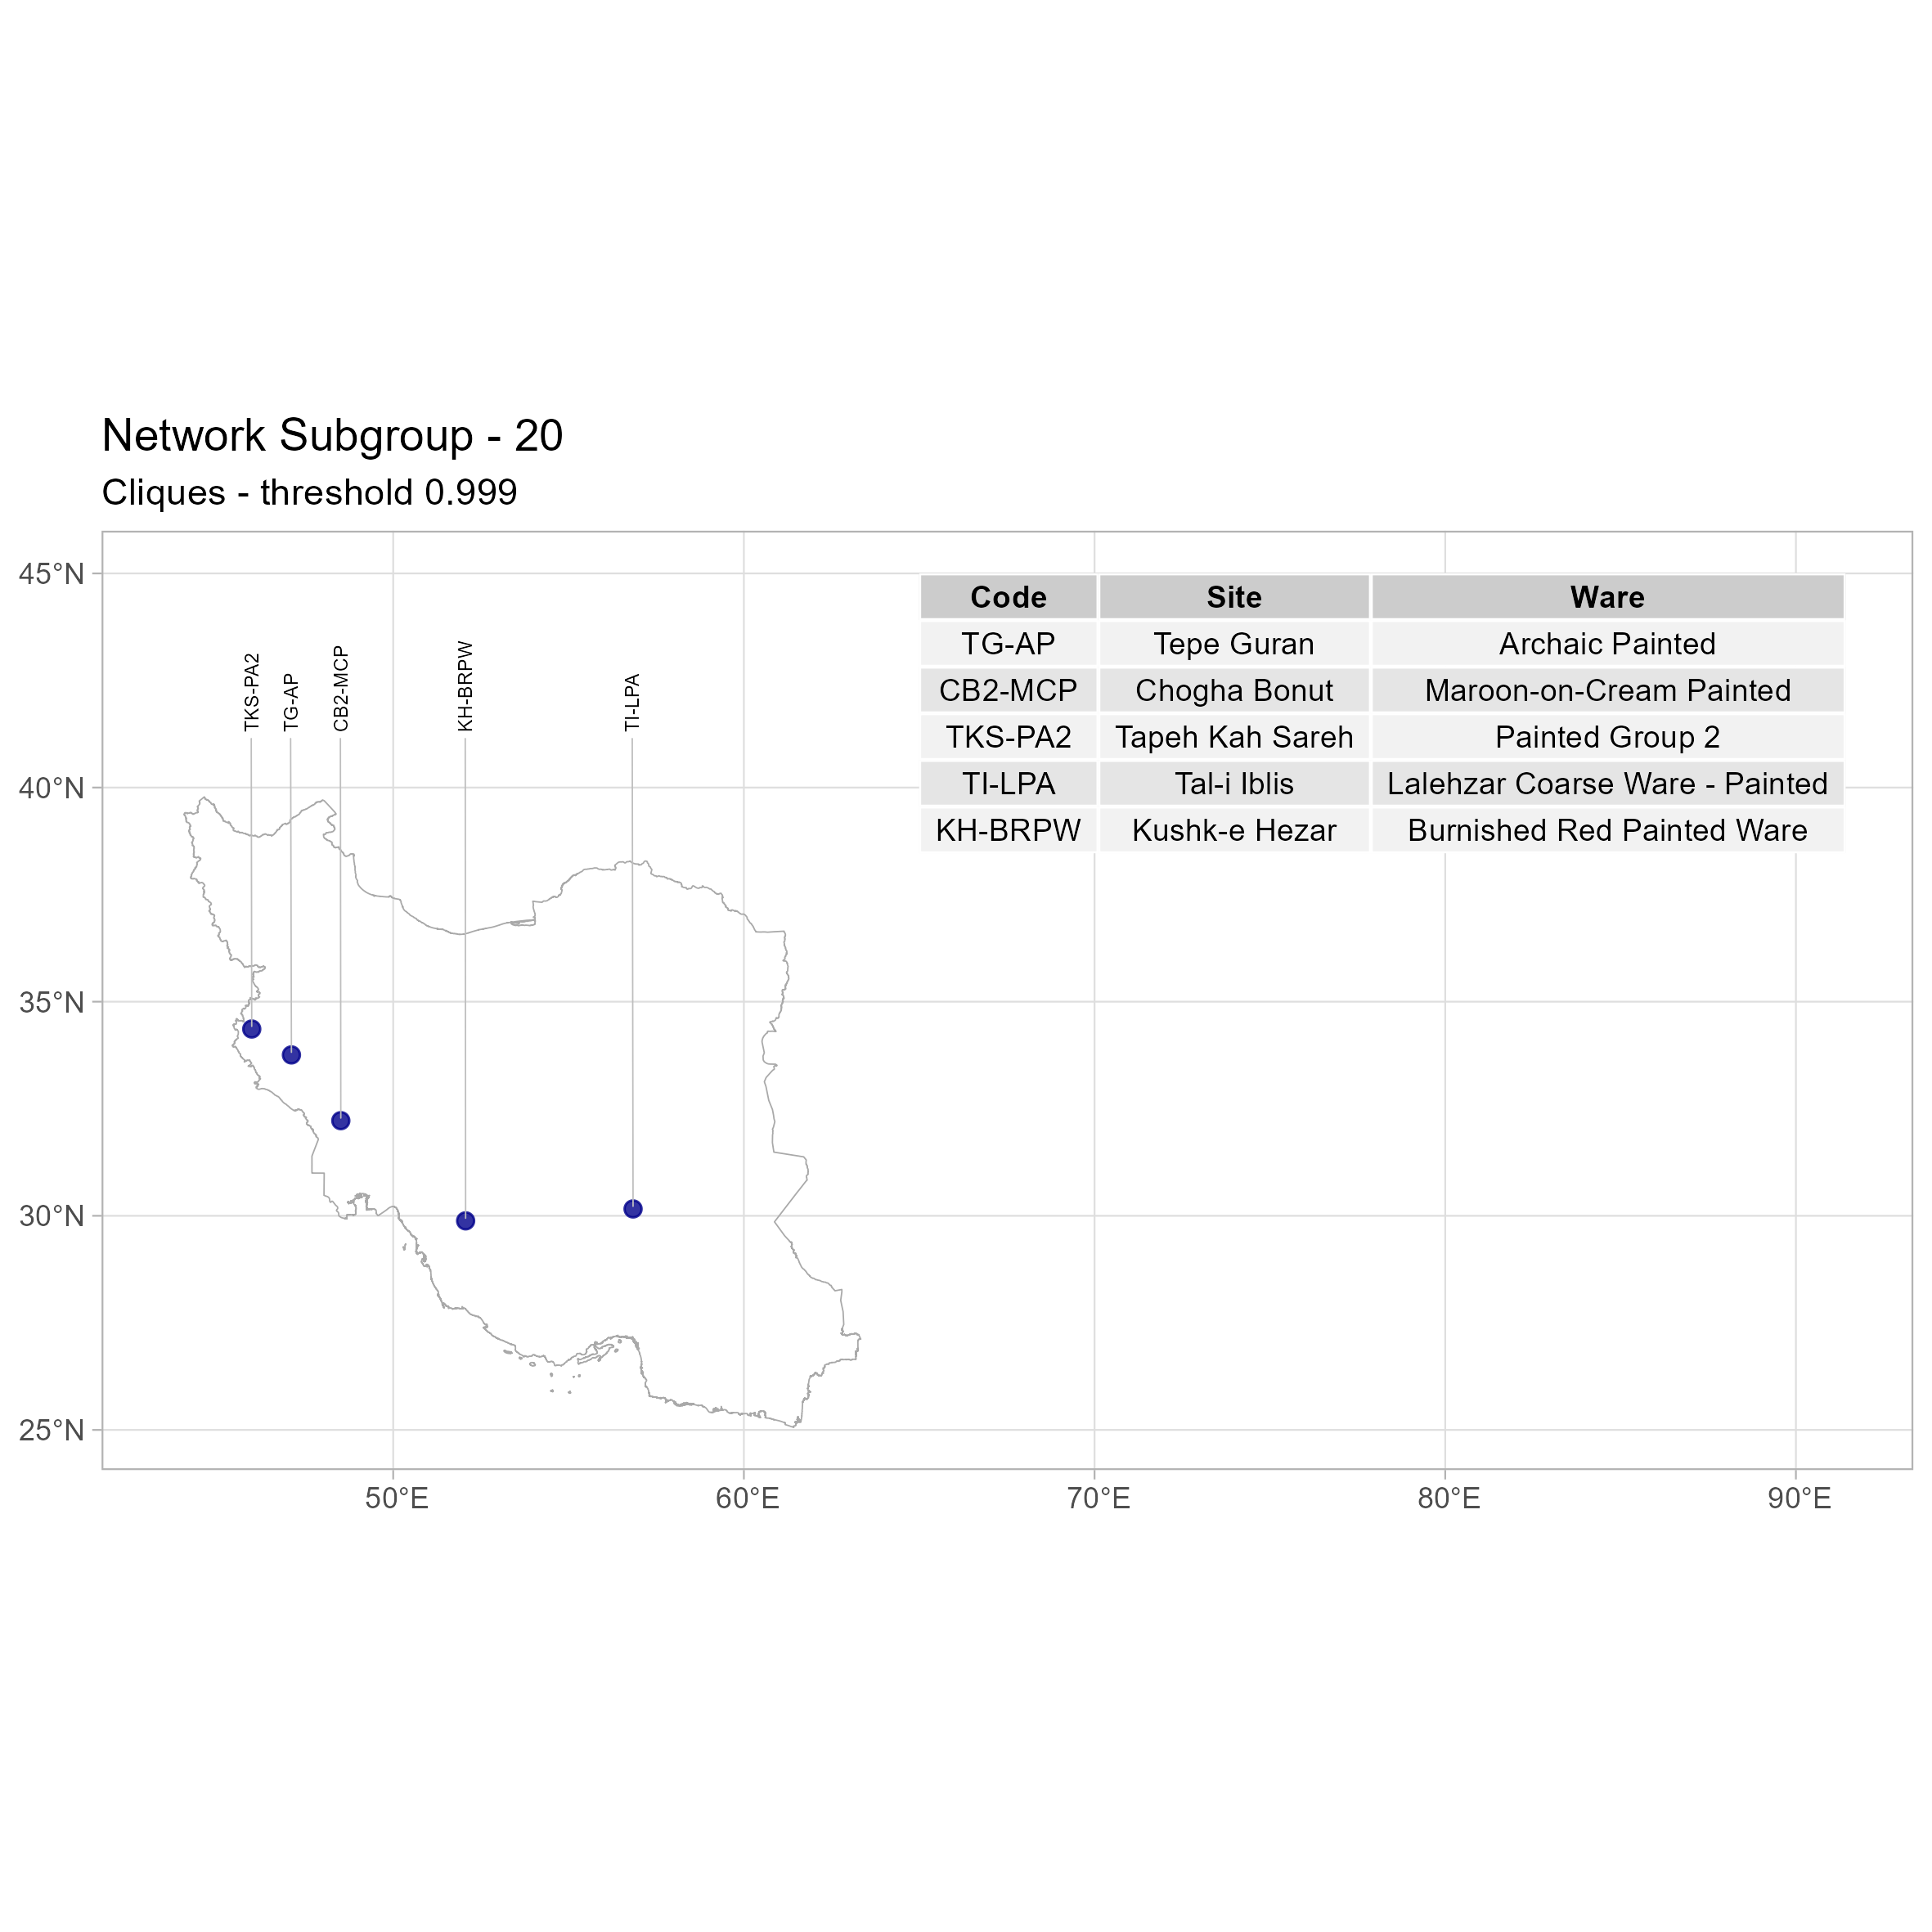 Network Subgroup - 20
Cliques - threshold 0.999
45°N
40°N
35°N
30°N
25°N
TKS-PA2
TG-AP
CB2-MCP
KH-BRPW
TI-LPA
Code Site Ware
TG-AP Tepe Guran Archaic Painted
CB2-MCP Chogha Bonut Maroon-on-Cream Painted
TKS-PA2 Tapeh Kah Sareh Painted Group 2
TI-LPA Tal-i Iblis Lalehzar Coarse Ware - Painted
KH-BRPW Kushk-e Hezar Burnished Red Painted Ware
50°E 60°E 70°E 80°E 90°E